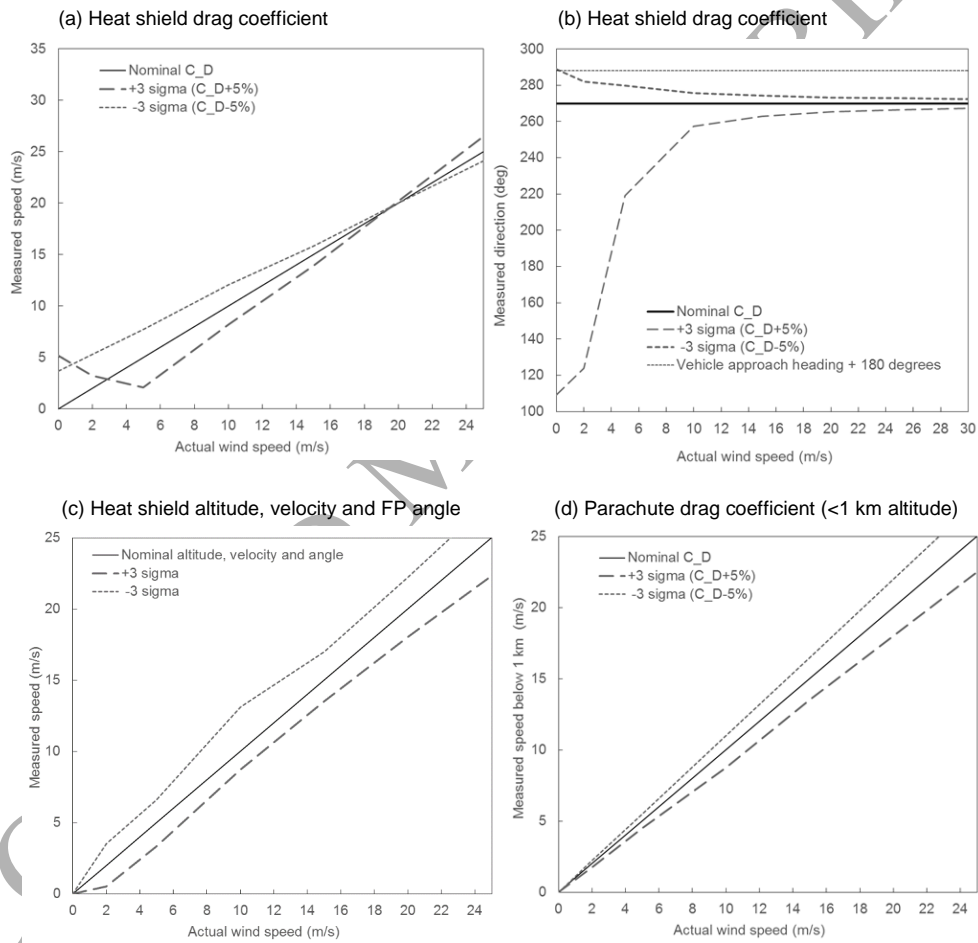 (a) Heat shield drag coefficient
35
30
25
20
15
10
5
0
Measured speed (m/s)
Nominal C_D
+3 sigma (C_D+5%)
-3 sigma (C_D-5%)
0 2 4 6 8 10 12 14 16 18 20 22 24
Actual wind speed (m/s)
(b) Heat shield drag coefficient
300
280
260
240
220
200
180
160
140
120
100
Measured direction (deg)
Nominal C_D
+3 sigma (C_D+5%)
-3 sigma (C_D-5%)
Vehicle approach heading + 180 degrees
0 2 4 6 8 10 12 14 16 18 20 22 24 26 28 30
Actual wind speed (m/s)
(c) Heat shield altitude, velocity and FP angle
25
20
15
10
5
0
Measured speed (m/s)
Nominal altitude, velocity and angle
+3 sigma
-3 sigma
0 2 4 6 8 10 12 14 16 18 20 22 24
Actual wind speed (m/s)
(d) Parachute drag coefficient (<1 km altitude)
25
20
15
10
5
0
Measured speed below 1 km (m/s)
Nominal C_D
+3 sigma (C_D+5%)
-3 sigma (C_D-5%)
0 2 4 6 8 10 12 14 16 18 20 22 24
Actual wind speed (m/s)